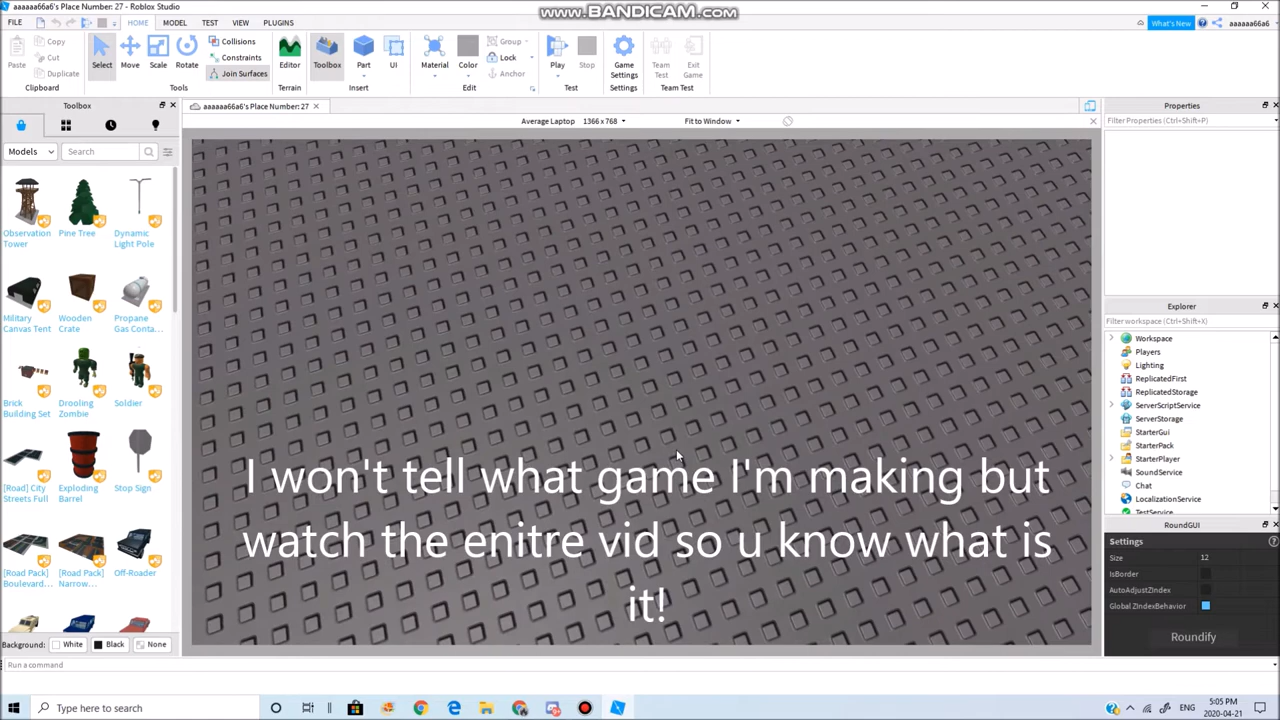 aaaaaa66a6's Place Number: 27 - Roblox Studio
WWW.BANDICAM.COM
FILE HOME MODEL TEST VIEW PLUGINS
What's New aaaaaa66a6
Paste Copy Cut Duplicate
Select Move Scale Rotate
Collisions
Constraints
Join Surfaces
Editor Toolbox Part UI
Material Color
Group
Lock
Anchor
Play Stop
Game Settings
Team Test
Exit Game
Clipboard Tools Terrain Insert Edit Test Settings Team Test
Toolbox
aaaaaa66a6's Place Number: 27
Average Laptop 1366 x 768 Fit to Window
Models Search
Observation Tower
Pine Tree
Dynamic Light Pole
Military Canvas Tent
Wooden Crate
Propane Gas Conta...
Brick Building Set
Drooling Zombie
Soldier
[Road] City Streets Full
Exploding Barrel
Stop Sign
[Road Pack] Boulevard...
[Road Pack] Narrow...
Off-Roader
Background: White Black None
Run a command
I won't tell what game I'm making but
watch the enitre vid so u know what is
it!
Properties
Filter Properties (Ctrl+Shift+P)
Explorer
Filter workspace (Ctrl+Shift+X)
Workspace
Players
Lighting
ReplicatedFirst
ReplicatedStorage
ServerScriptService
ServerStorage
StarterGui
StarterPack
StarterPlayer
SoundService
Chat
LocalizationService
TestService
RoundGUI
Settings
Size 12
IsBorder
AutoAdjustZIndex
Global ZIndexBehavior
Roundify
Type here to search
ENG
5:05 PM
2020-04-21